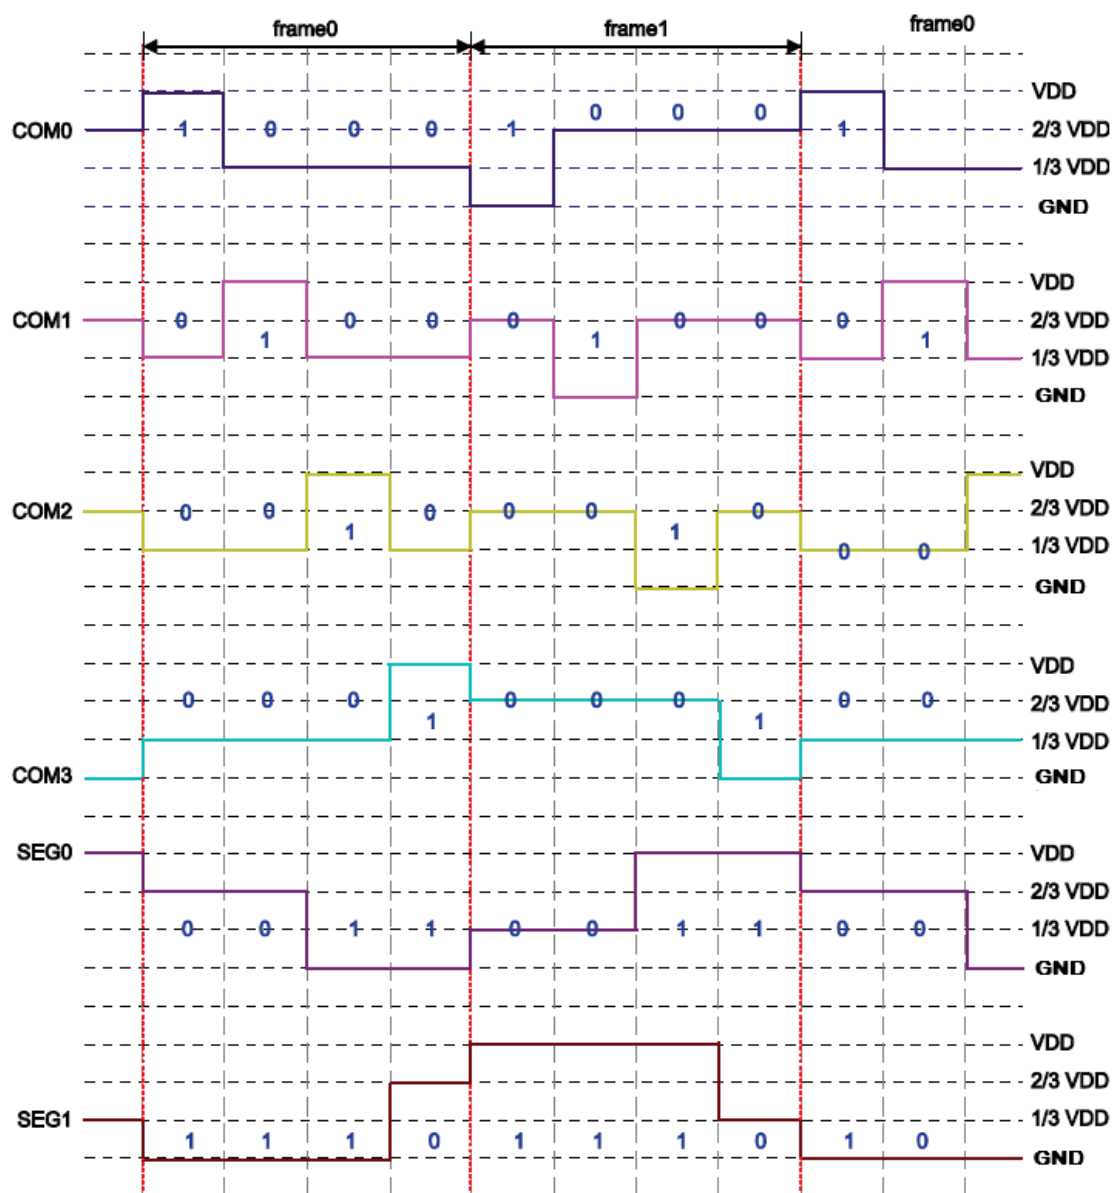 frame0 frame1 frame0
VDD
COM0 1 0 0 0 1 0 0 0 1 2/3 VDD
1/3 VDD
GND
VDD
COM1 0 1 0 0 0 1 0 0 0 1 2/3 VDD
1/3 VDD
GND
VDD
COM2 0 0 1 0 0 0 1 0 0 0 2/3 VDD
1/3 VDD
GND
VDD
0 0 0 1 0 0 0 1 0 0 2/3 VDD
1/3 VDD
COM3 GND
SEG0 VDD
2/3 VDD
0 0 1 1 0 0 1 1 0 0 1/3 VDD
GND
VDD
2/3 VDD
SEG1 1/3 VDD
1 1 1 0 1 1 1 0 1 0 GND